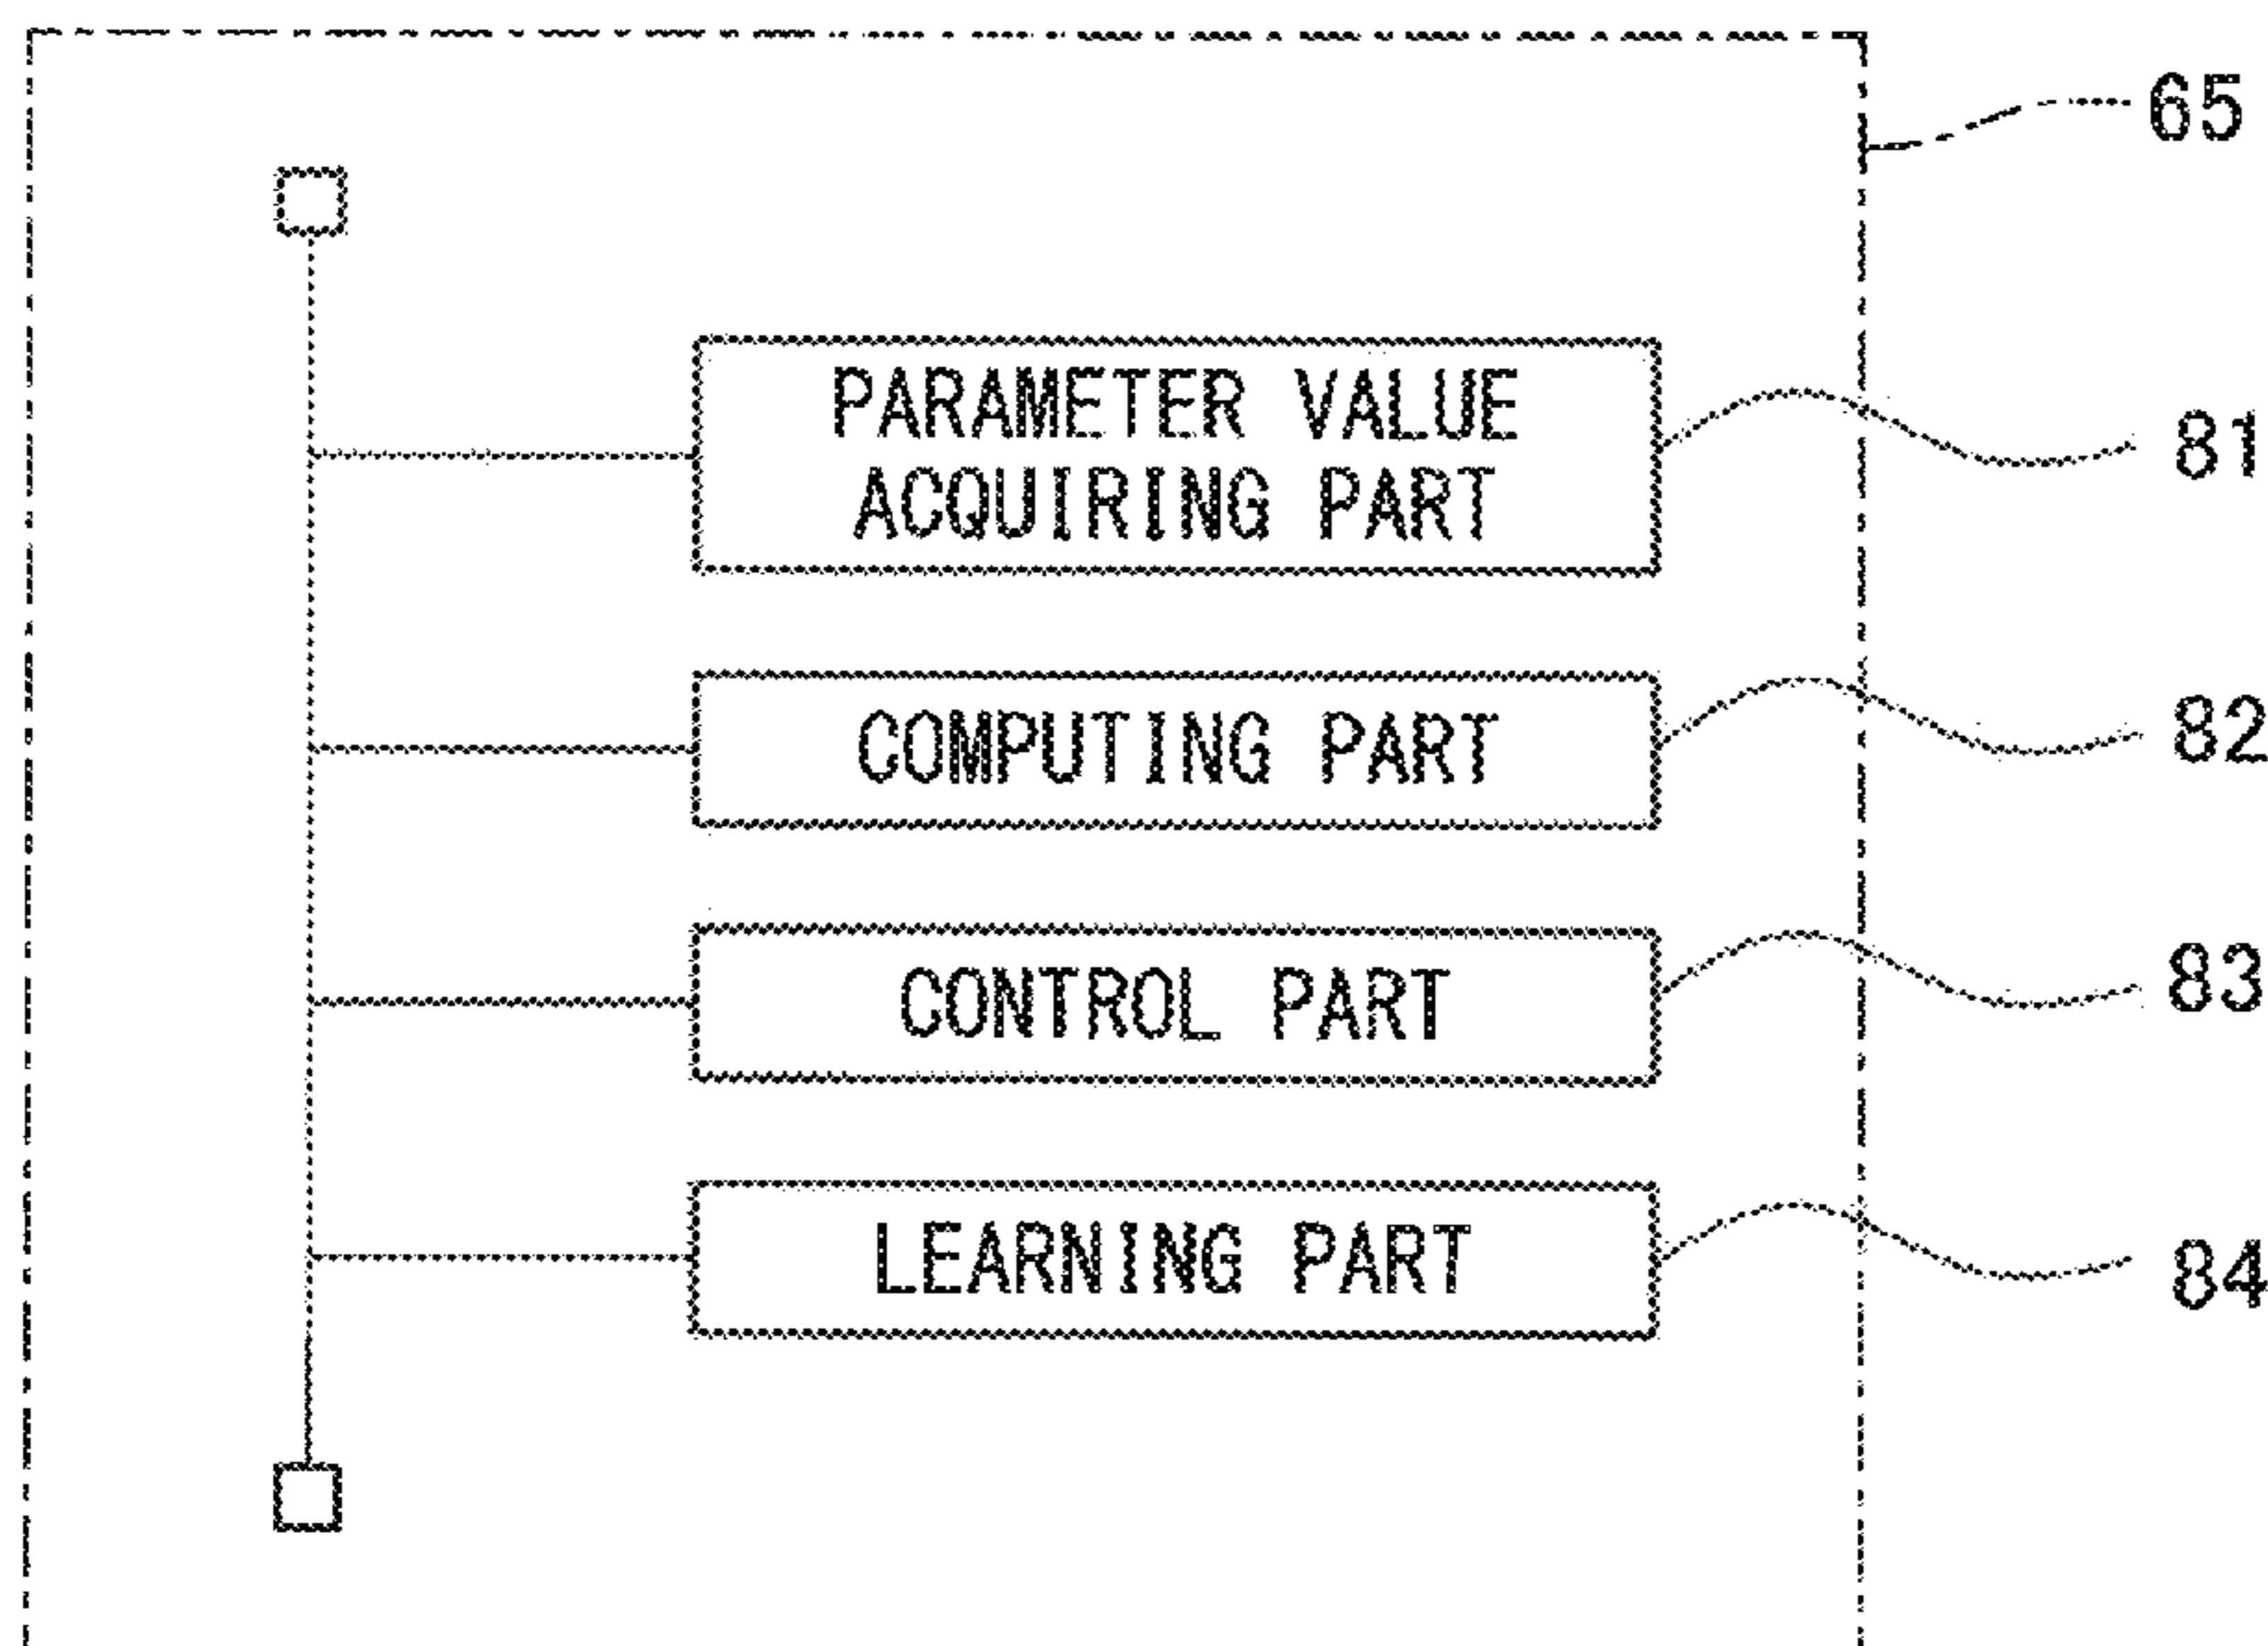 65
PARAMETER VALUE
ACQUIRING PART
81
COMPUTING PART
82
CONTROL PART
83
LEARNING PART
84